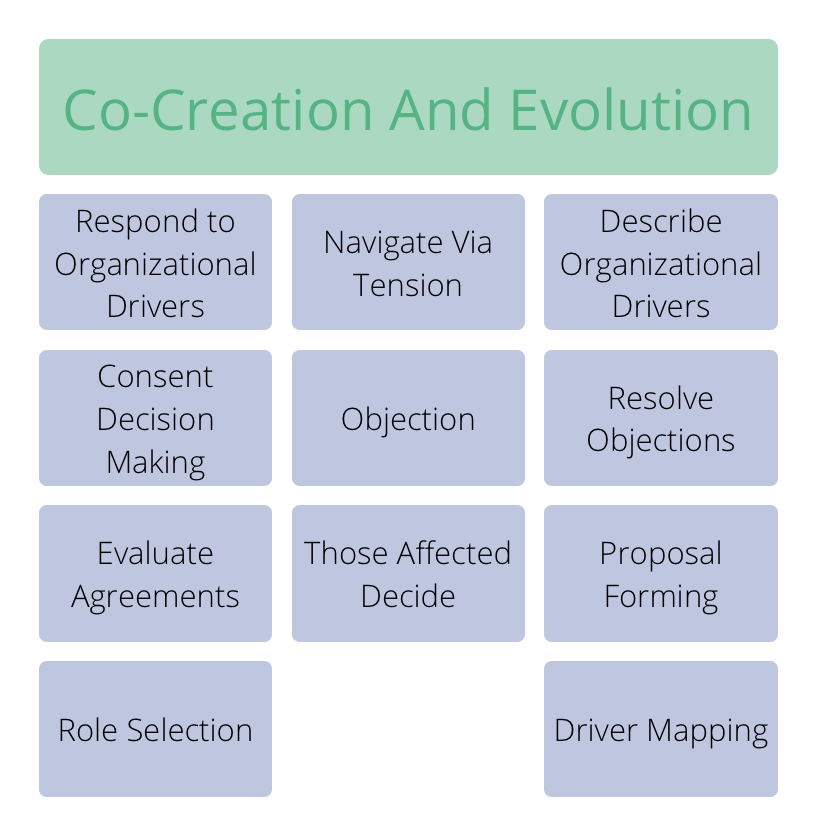 Co-Creation And Evolution
Respond to
Organizational
Drivers
Navigate Via
Tension
Describe
Organizational
Drivers
Consent
Decision
Making
Objection
Resolve
Objections
Evaluate
Agreements
Those Affected
Decide
Proposal
Forming
Role Selection
Driver Mapping